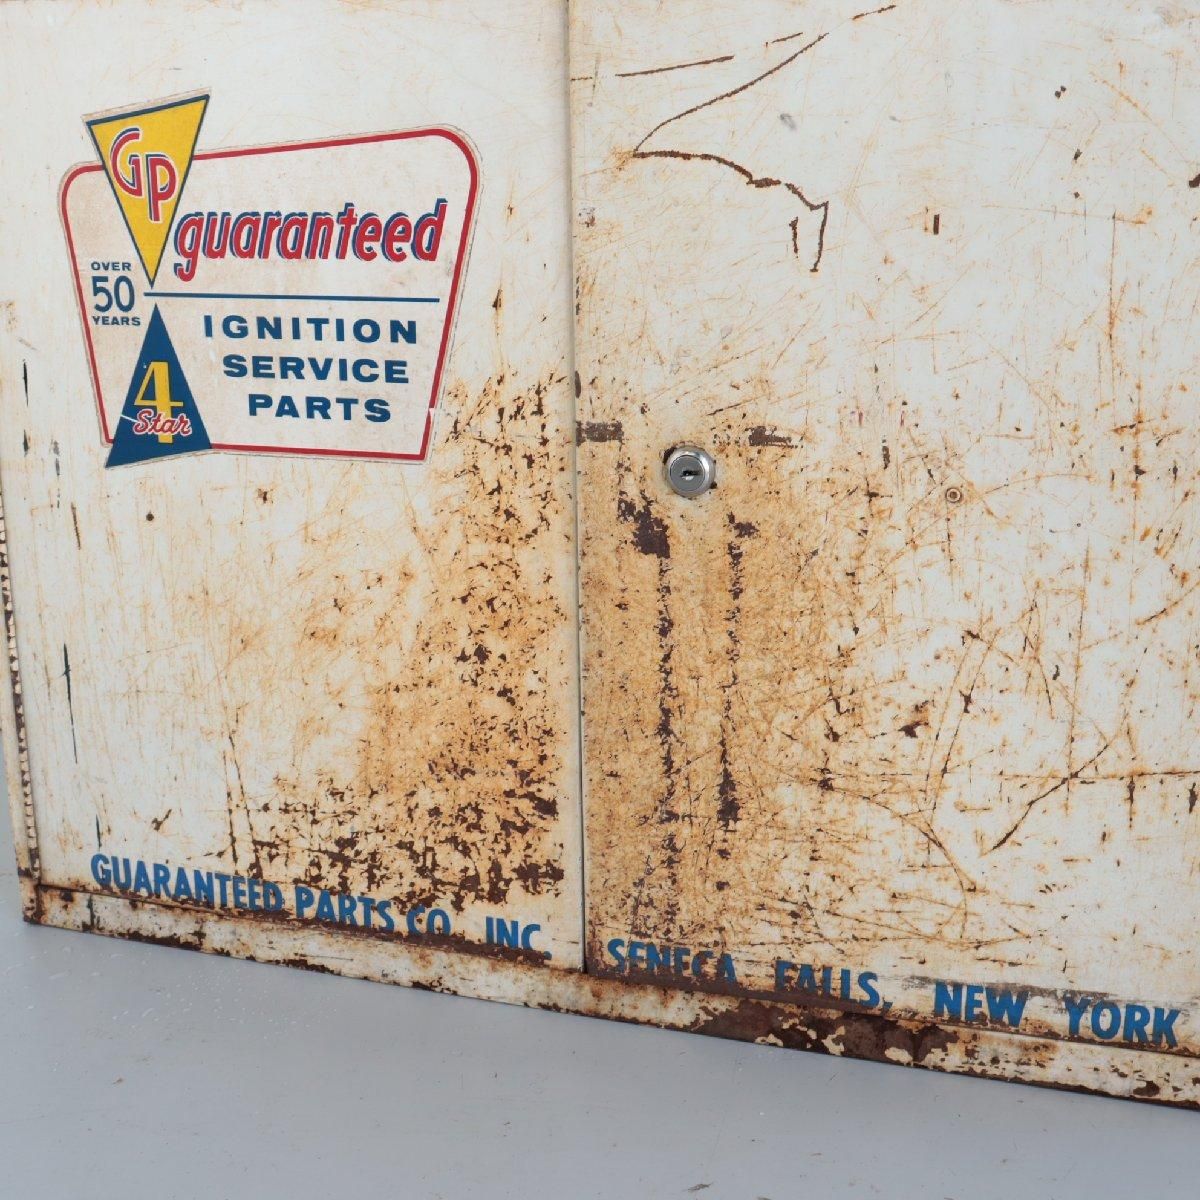 GP
guaranteed
OVER
50
YEARS
IGNITION
SERVICE
PARTS
4
Star
GUARANTEED PARTS CO. INC. SENECA FALLS, NEW YORK